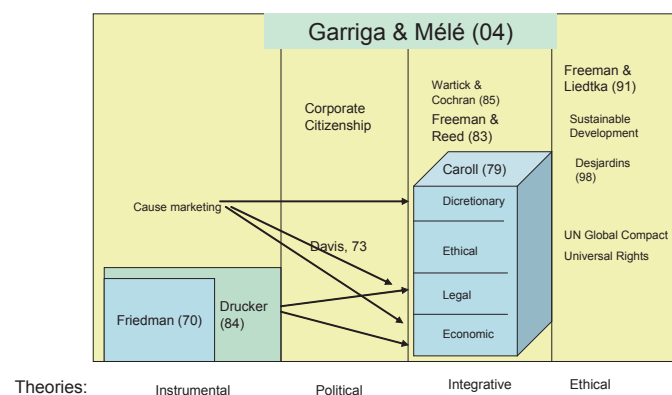 Garriga & Mélé (04)
Freeman &
Liedtka (91)
Wartick &
Cochran (85)
Corporate
Citizenship
Freeman &
Reed (83)
Sustainable
Development
Caroll (79)
Desjardins
(98)
Cause marketing
Dicretionary
Davis, 73
Ethical
UN Global Compact
Universal Rights
Friedman (70)
Drucker
(84)
Legal
Economic
Theories:
Instrumental
Political
Integrative
Ethical